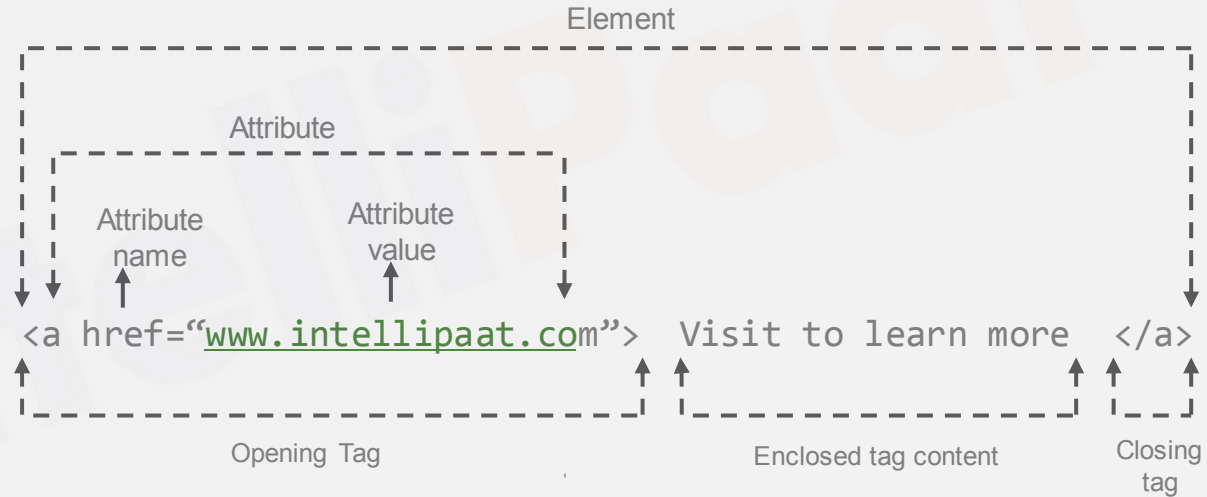 Element
Attribute
Attribute
name
Attribute
value
<a href=“www.intellipaat.com”> Visit to learn more </a>
Opening Tag
Enclosed tag content
Closing
tag
intelliPaat